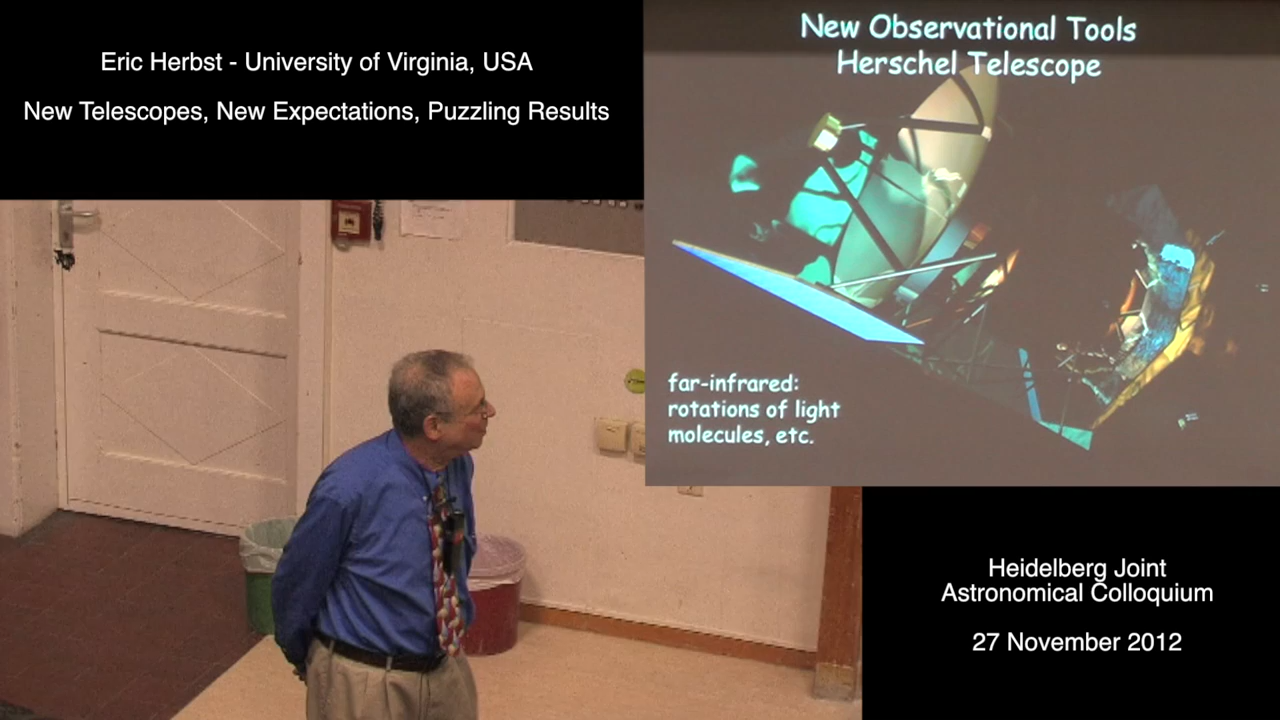 Eric Herbst - University of Virginia, USA
New Telescopes, New Expectations, Puzzling Results
New Observational Tools
Herschel Telescope
far-infrared:
rotations of light
molecules, etc.
Heidelberg Joint
Astronomical Colloquium
27 November 2012